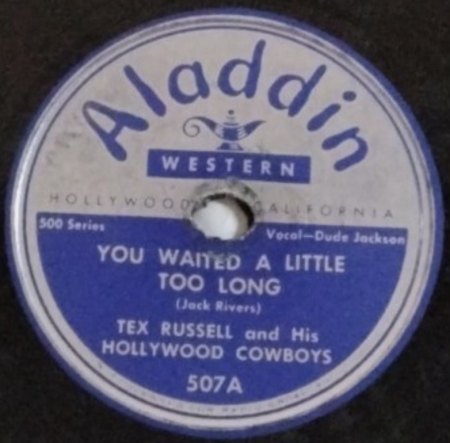 Aladdin
WESTERN
HOLLYWOOD CALIFORNIA
500 Series Vocal—Dude Jackson
YOU WAITED A LITTLE
TOO LONG
(Jack Rivers)
TEX RUSSELL and His
HOLLYWOOD COWBOYS
507A